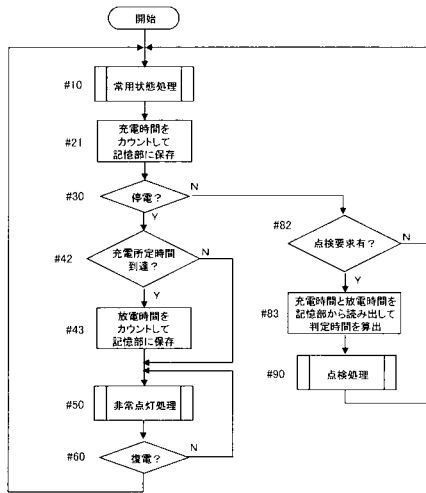 開始
#10
常用状態処理
#21
充電時間を
カウントして
記憶部に保存
#30
停電？
N
Y
#42
充電所定時間
到達？
N
Y
#43
放電時間を
カウントして
記憶部に保存
#50
非常点灯処理
#60
復電？
N
Y
#82
点検要求有？
N
Y
#83
充電時間と放電時間を
記憶部から読み出して
判定時間を算出
#90
点検処理